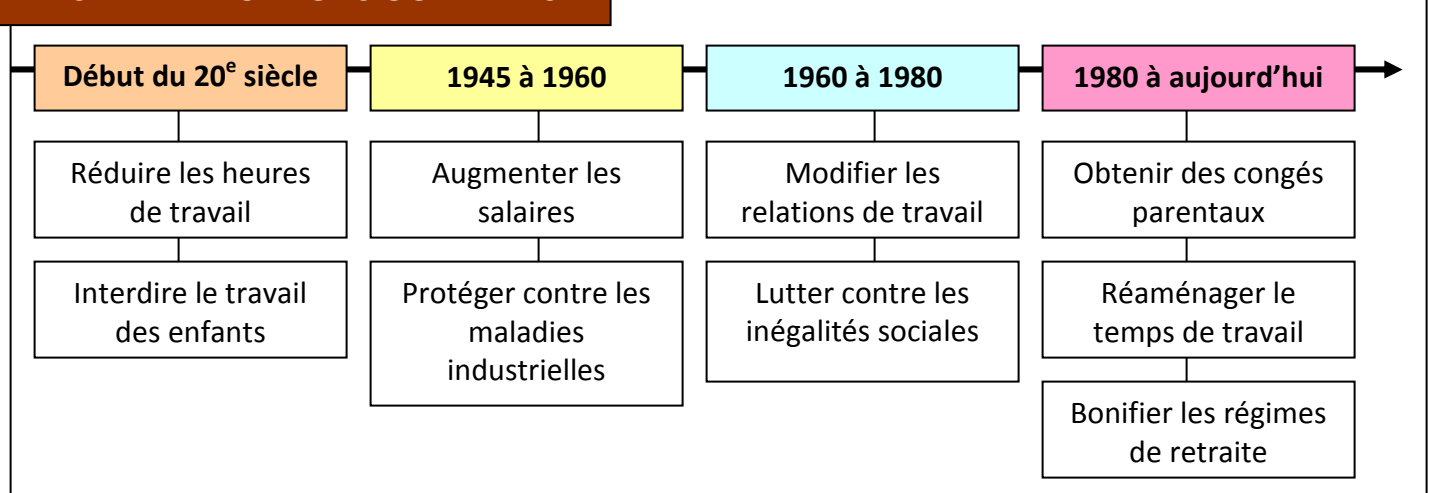 Début du 20e siècle
Réduire les heures
de travail
Interdire le travail
des enfants
1945 à 1960
Augmenter les
salaires
Protéger contre les
maladies
industrielles
1960 à 1980
Modifier les
relations de travail
Lutter contre les
inégalités sociales
1980 à aujourd’hui
Obtenir des congés
parentaux
Réaménager le
temps de travail
Bonifier les régimes
de retraite